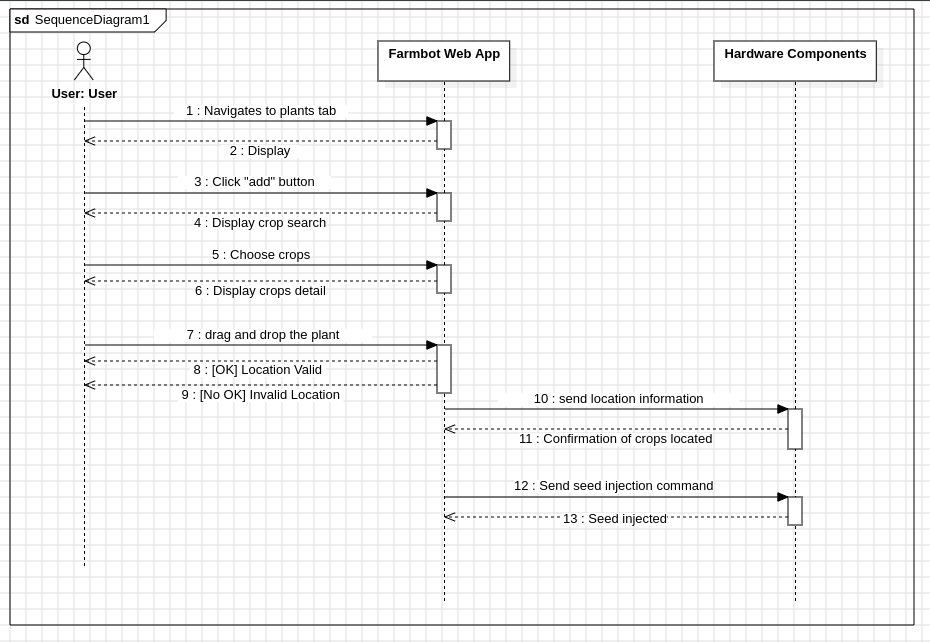 sd SequenceDiagram1
Farmbot Web App
Hardware Components
User: User
1 : Navigates to plants tab
2 : Display
3 : Click "add" button
4 : Display crop search
5 : Choose crops
6 : Display crops detail
7 : drag and drop the plant
8 : [OK] Location Valid
9 : [No OK] Invalid Location
10 : send location information
11 : Confirmation of crops located
12 : Send seed injection command
13 : Seed injected